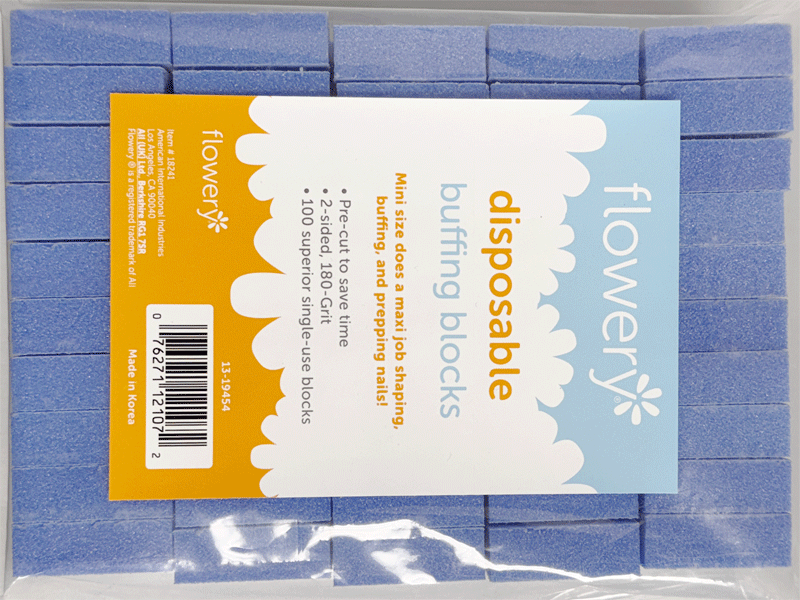 flowery®
disposable
buffing blocks
Mini size does a maxi job shaping,
buffing, and prepping nails!
• Pre-cut to save time
• 2-sided, 180-Grit
• 100 superior single-use blocks
flowery
Item # 18241
American International Industries
Los Angeles, CA 90040
AII (UK) Ltd., Berkshire RG1 7SR
Flowery ® is a registered trademark of AII
13-19454
0 76271 12107 2
Made in Korea